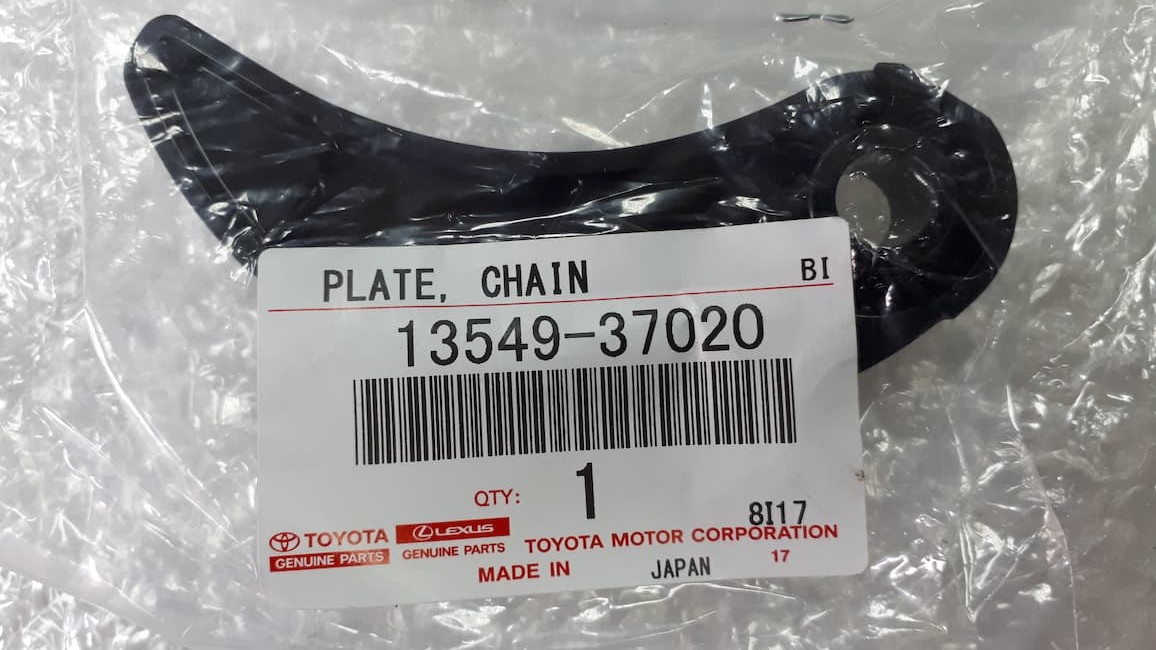 PLATE, CHAIN BI
13549-37020
QTY: 1
8I17
TOYOTA LEXUS TOYOTA MOTOR CORPORATION
GENUINE PARTS GENUINE PARTS 17
MADE IN JAPAN